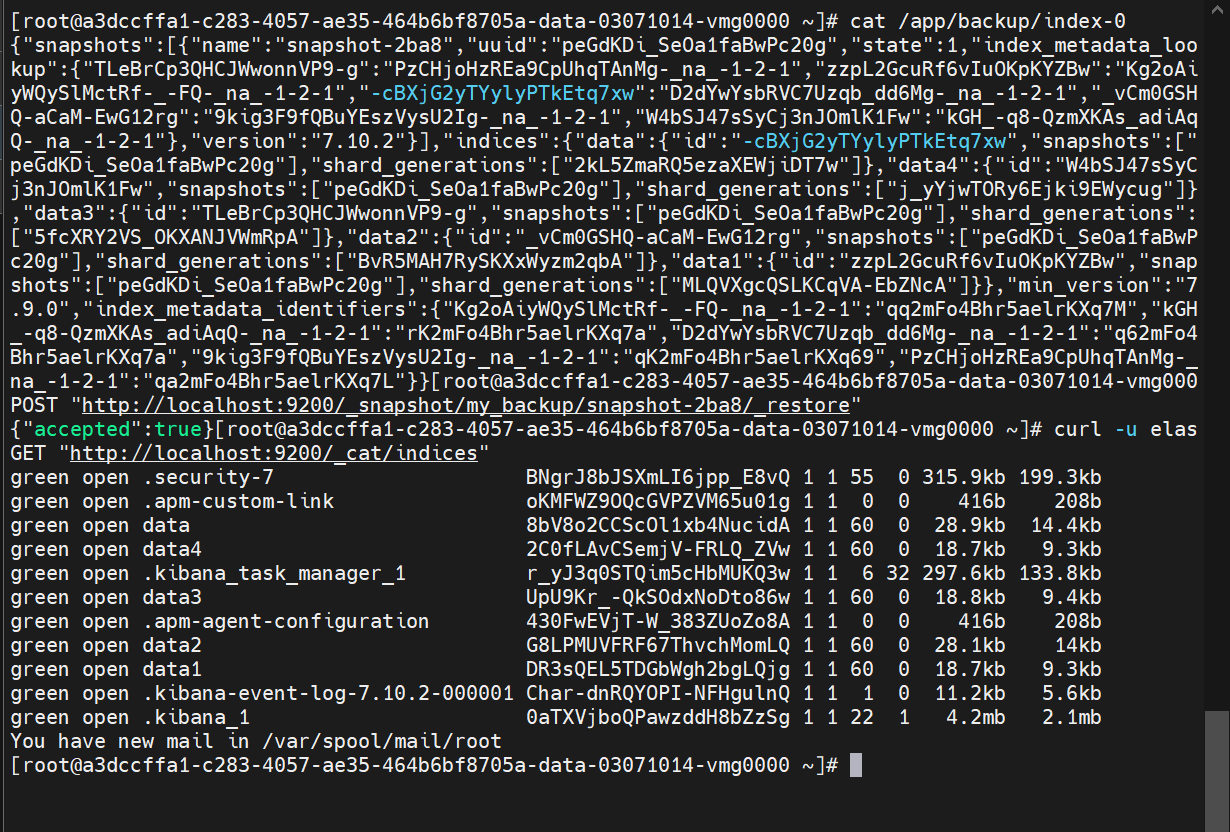 [root@a3dccffa1-c283-4057-ae35-464b6bf8705a-data-03071014-vmg0000 ~]# cat /app/backup/index-0
{"snapshots":[{"name":"snapshot-2ba8","uuid":"peGdKDi_SeOa1faBwPc20g","state":1,"index_metadata_loo
kup":{"TLeBrCp3QHCJWwonnVP9-g":"PzCHjoHzREa9CpUhqTAnMg-_na_-1-2-1","zzpL2GcuRf6vIuOKpKYZBw":"Kg2oAi
yWQySlMctRf-_-FQ-_na_-1-2-1","-cBXjG2yTYylyPTkEtq7xw":"D2dYwYsbRVC7Uzqb_dd6Mg-_na_-1-2-1","_vCm0GSH
Q-aCaM-EwG12rg":"9kig3F9fQBuYEszVysU2Ig-_na_-1-2-1","W4bSJ47sSyCj3nJOmlK1Fw":"kGH_-q8-QzmXKAs_adiAq
Q-_na_-1-2-1"},"version":"7.10.2"}],"indices":{"data":{"id":"-cBXjG2yTYylyPTkEtq7xw","snapshots":["
peGdKDi_SeOa1faBwPc20g"],"shard_generations":["2kL5ZmaRQ5ezaXEWjiDT7w"]},"data4":{"id":"W4bSJ47sSyC
j3nJOmlK1Fw","snapshots":["peGdKDi_SeOa1faBwPc20g"],"shard_generations":["j_yYjwTORy6Ejki9EWycug"]}
,"data3":{"id":"TLeBrCp3QHCJWwonnVP9-g","snapshots":["peGdKDi_SeOa1faBwPc20g"],"shard_generations":
["5fcXRY2VS_OKXANJVWmRpA"]},"data2":{"id":"_vCm0GSHQ-aCaM-EwG12rg","snapshots":["peGdKDi_SeOa1faBwP
c20g"],"shard_generations":["BvR5MAH7RySKXxWyzm2qbA"]},"data1":{"id":"zzpL2GcuRf6vIuOKpKYZBw","snap
shots":["peGdKDi_SeOa1faBwPc20g"],"shard_generations":["MLQVXgcQSLKCqVA-EbZNcA"]}},"min_version":"7
.9.0","index_metadata_identifiers":{"Kg2oAiyWQySlMctRf-_-FQ-_na_-1-2-1":"qq2mFo4Bhr5aelrKXq7M","kGH
_-q8-QzmXKAs_adiAqQ-_na_-1-2-1":"rK2mFo4Bhr5aelrKXq7a","D2dYwYsbRVC7Uzqb_dd6Mg-_na_-1-2-1":"q62mFo4
Bhr5aelrKXq7a","9kig3F9fQBuYEszVysU2Ig-_na_-1-2-1":"qK2mFo4Bhr5aelrKXq69","PzCHjoHzREa9CpUhqTAnMg-_
na_-1-2-1":"qa2mFo4Bhr5aelrKXq7L"}}[root@a3dccffa1-c283-4057-ae35-464b6bf8705a-data-03071014-vmg000
POST "http://localhost:9200/_snapshot/my_backup/snapshot-2ba8/_restore"
{"accepted":true}[root@a3dccffa1-c283-4057-ae35-464b6bf8705a-data-03071014-vmg0000 ~]# curl -u elas
GET "http://localhost:9200/_cat/indices"
green open .security-7 BNgrJ8bJSXmLI6jpp_E8vQ 1 1 55 0 315.9kb 199.3kb
green open .apm-custom-link oKMFWZ9OQcGVPZVM65u01g 1 1 0 0 416b 208b
green open data 8bV8o2CCScOl1xb4NucidA 1 1 60 0 28.9kb 14.4kb
green open data4 2C0fLAvCSemjV-FRLQ_ZVw 1 1 60 0 18.7kb 9.3kb
green open .kibana_task_manager_1 r_yJ3q0STQim5cHbMUKQ3w 1 1 6 32 297.6kb 133.8kb
green open data3 UpU9Kr_-QkSOdxNoDto86w 1 1 60 0 18.8kb 9.4kb
green open .apm-agent-configuration 430FwEVjT-W_383ZUoZo8A 1 1 0 0 416b 208b
green open data2 G8LPMUVFRF67ThvchMomLQ 1 1 60 0 28.1kb 14kb
green open data1 DR3sQEL5TDGbWgh2bgLQjg 1 1 60 0 18.7kb 9.3kb
green open .kibana-event-log-7.10.2-000001 Char-dnRQYOPI-NFHgulnQ 1 1 1 0 11.2kb 5.6kb
green open .kibana_1 0aTXVjboQPawzddH8bZzSg 1 1 22 1 4.2mb 2.1mb
You have new mail in /var/spool/mail/root
[root@a3dccffa1-c283-4057-ae35-464b6bf8705a-data-03071014-vmg0000 ~]#